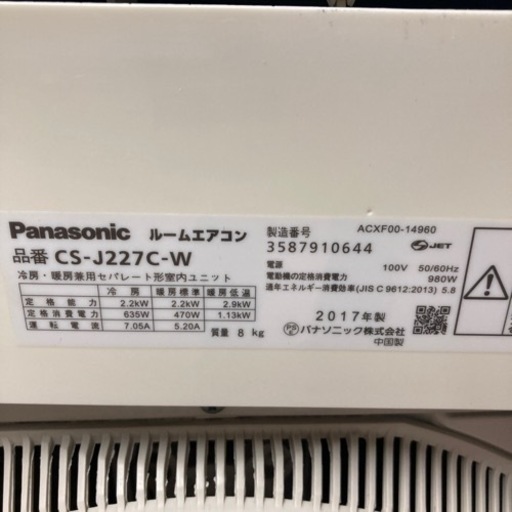 Panasonic ルームエアコン
品番 CS-J227C-W
冷房・暖房兼用セパレート形室内ユニット
冷房 暖房標準 暖房低温
定格能力 2.2kW 2.2kW 2.9kW
定格消費電力 635W 470W 1.13kW
運転電流 7.05A 5.20A
質量 8 kg
製造番号 ACXF00-14960
3587910644 JET
電源 100V 50/60Hz
電動機の定格消費電力 980W
通年エネルギー消費効率(JIS C 9612:2013) 5.8
2017年製
パナソニック株式会社
中国製